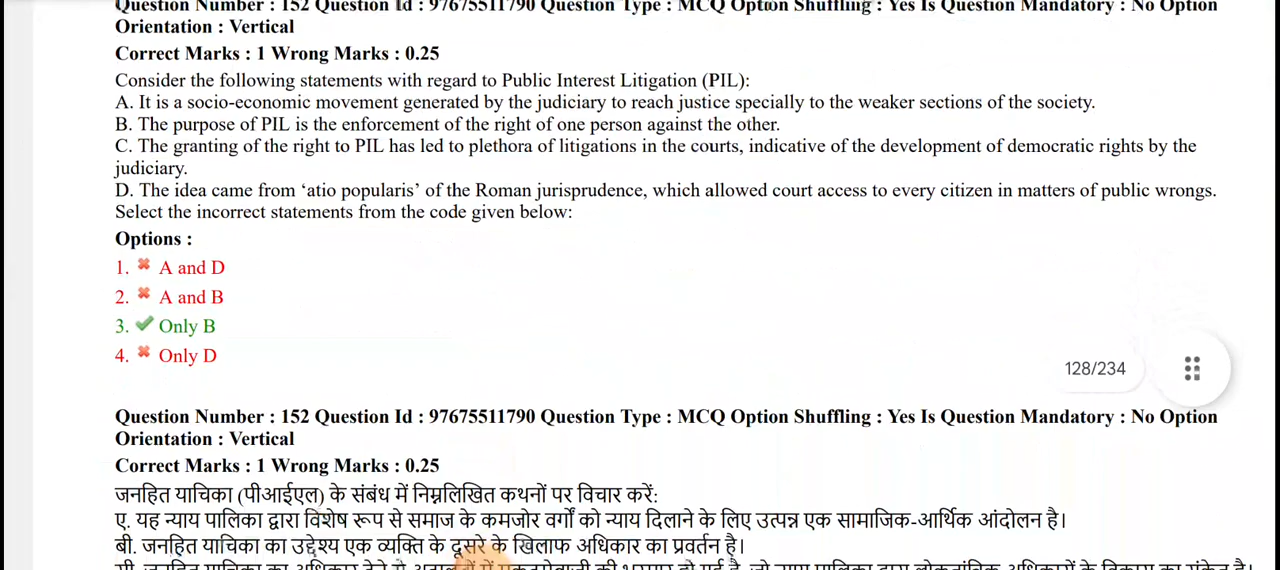 Question Number : 152 Question Id : 97675511790 Question Type : MCQ Option Shuffling : Yes Is Question Mandatory : No Option
Orientation : Vertical
Correct Marks : 1 Wrong Marks : 0.25
Consider the following statements with regard to Public Interest Litigation (PIL):
A. It is a socio-economic movement generated by the judiciary to reach justice specially to the weaker sections of the society.
B. The purpose of PIL is the enforcement of the right of one person against the other.
C. The granting of the right to PIL has led to plethora of litigations in the courts, indicative of the development of democratic rights by the
judiciary.
D. The idea came from ‘atio popularis’ of the Roman jurisprudence, which allowed court access to every citizen in matters of public wrongs.
Select the incorrect statements from the code given below:
Options :
1. A and D
2. A and B
3. Only B
4. Only D
128/234
Question Number : 152 Question Id : 97675511790 Question Type : MCQ Option Shuffling : Yes Is Question Mandatory : No Option
Orientation : Vertical
Correct Marks : 1 Wrong Marks : 0.25
जनहित याचिका (पीआईएल) के संबंध में निम्नलिखित कथनों पर विचार करें:
ए. यह न्याय पालिका द्वारा विशेष रूप से समाज के कमजोर वर्गों को न्याय दिलाने के लिए उत्पन्न एक सामाजिक-आर्थिक आंदोलन है।
बी. जनहित याचिका का उद्देश्य एक व्यक्ति के दूसरे के खिलाफ अधिकार का प्रवर्तन है।